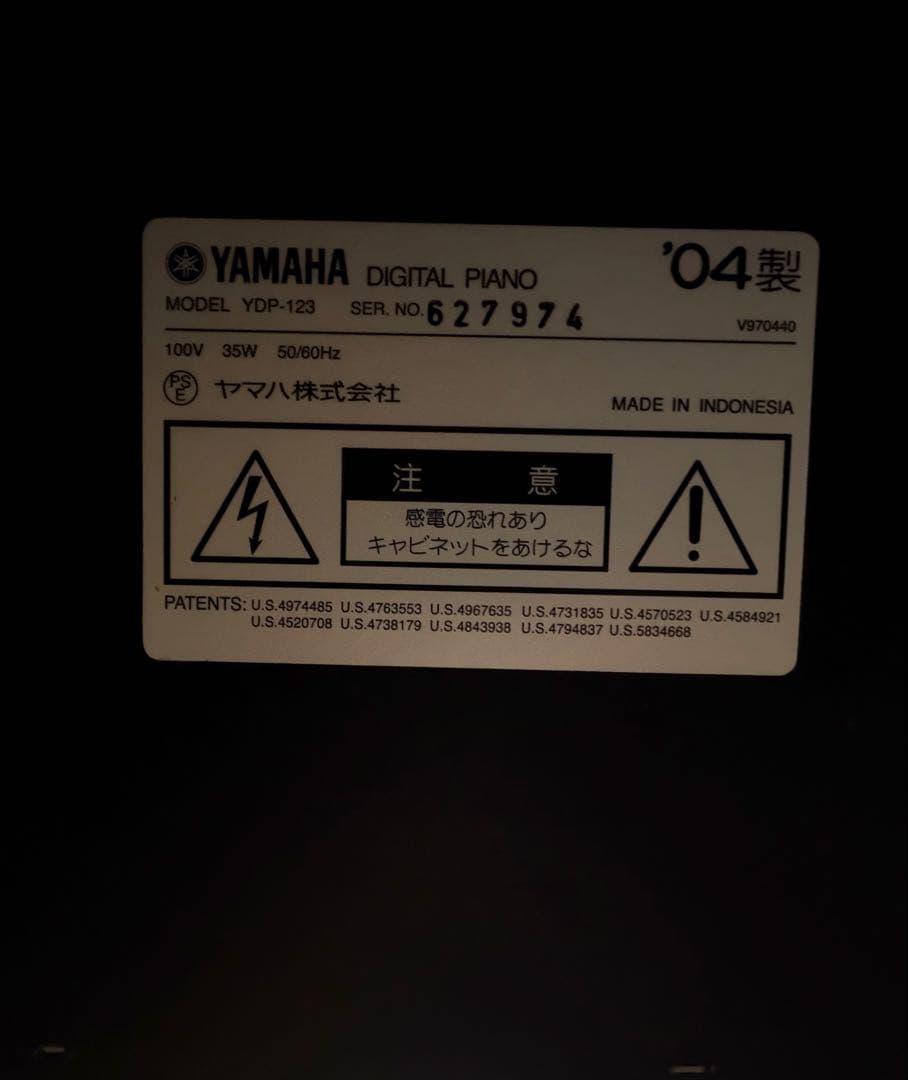 YAMAHA DIGITAL PIANO '04製
MODEL YDP-123 SER. NO. 627974
V970440
100V 35W 50/60Hz
PS E ヤマハ株式会社
MADE IN INDONESIA
注 意
感電の恐れあり
キャビネットをあけるな
PATENTS: U.S.4974485 U.S.4763553 U.S.4967635 U.S.4731835 U.S.4570523 U.S.4584921
U.S.4520708 U.S.4738179 U.S.4843938 U.S.4794837 U.S.5834668